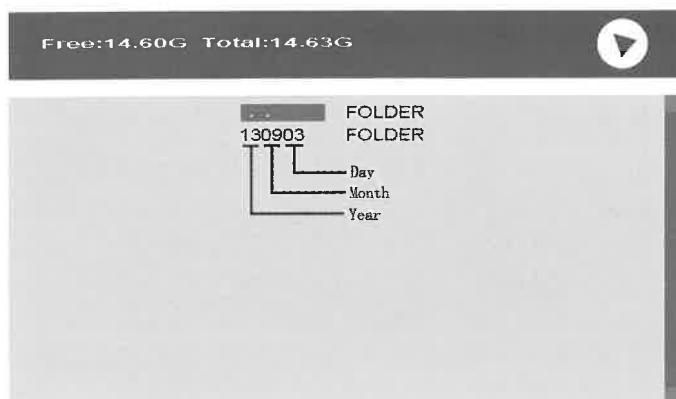 Free:14.60G Total:14.63G
. . FOLDER
130903 FOLDER
Day
Month
Year